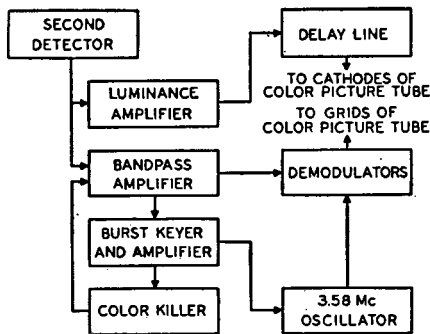 SECOND
DETECTOR
DELAY LINE
TO CATHODES OF
COLOR PICTURE TUBE
LUMINANCE
AMPLIFIER
TO GRIDS OF
COLOR PICTURE TUBE
BANDPASS
AMPLIFIER
DEMODULATORS
BURST KEYER
AND AMPLIFIER
COLOR KILLER
3.58 Mc
OSCILLATOR